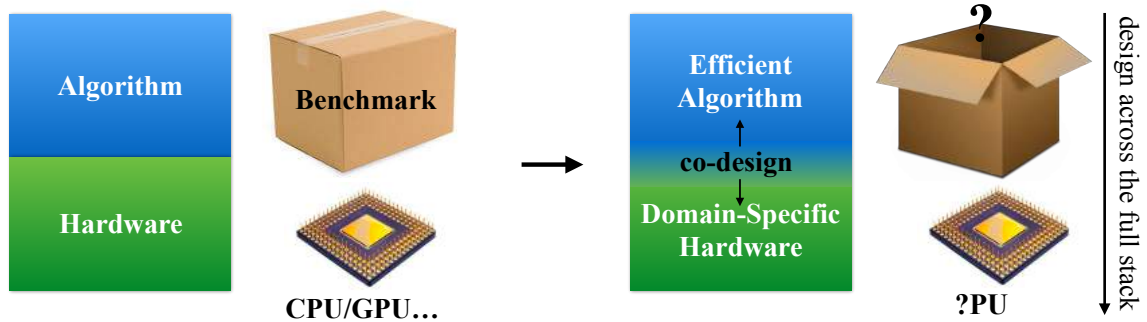 Algorithm
Hardware
Benchmark
CPU/GPU…
Efficient
Algorithm
co-design
Domain-Specific
Hardware
?
?PU
design across the full stack